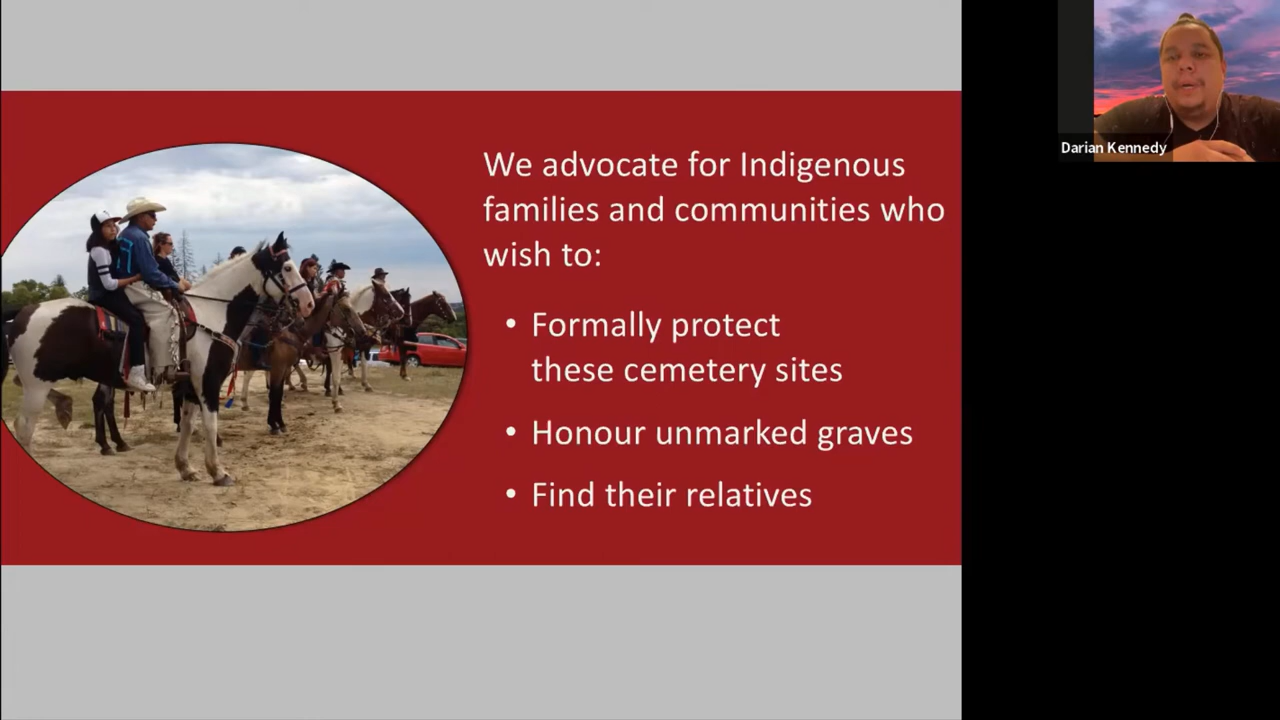 We advocate for Indigenous
families and communities who
wish to:
• Formally protect
these cemetery sites
• Honour unmarked graves
• Find their relatives
Darian Kennedy